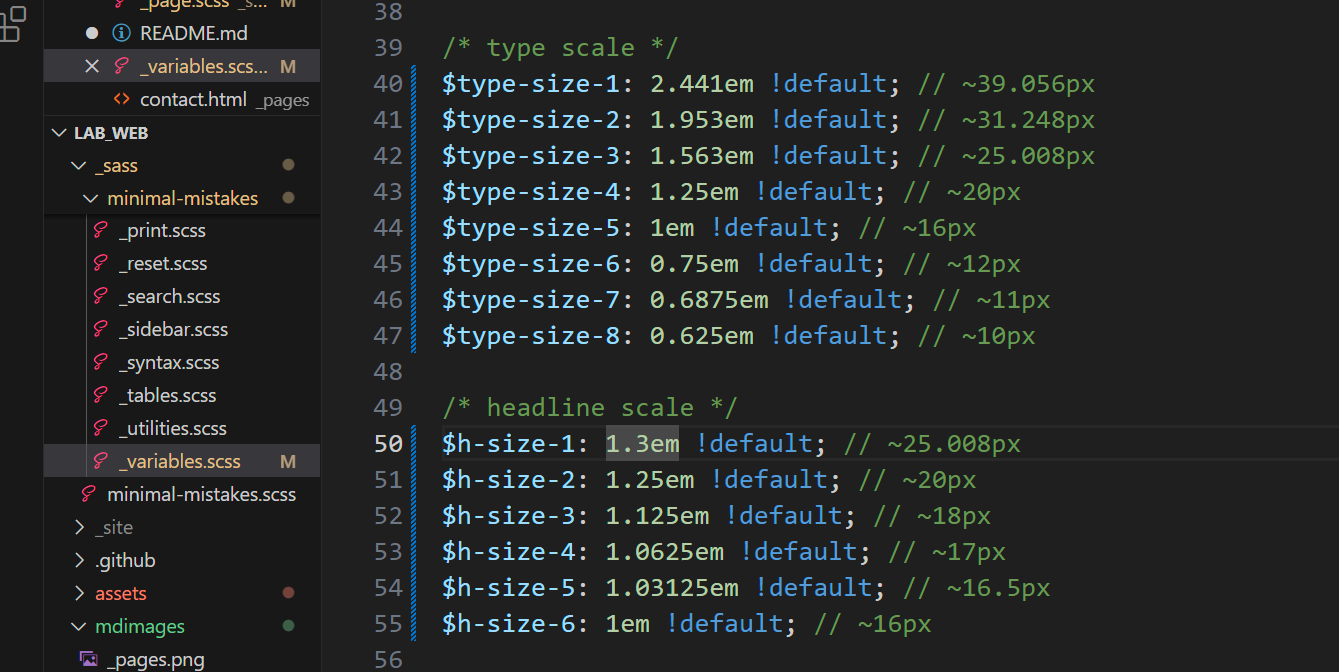 _page.scss _s... M
README.md
_variables.scs... M
contact.html _pages
LAB_WEB
_sass
minimal-mistakes
_print.scss
_reset.scss
_search.scss
_sidebar.scss
_syntax.scss
_tables.scss
_utilities.scss
_variables.scss M
minimal-mistakes.scss
_site
.github
assets
mdimages
_pages.png
38
39 /* type scale */
40 $type-size-1: 2.441em !default; // ~39.056px
41 $type-size-2: 1.953em !default; // ~31.248px
42 $type-size-3: 1.563em !default; // ~25.008px
43 $type-size-4: 1.25em !default; // ~20px
44 $type-size-5: 1em !default; // ~16px
45 $type-size-6: 0.75em !default; // ~12px
46 $type-size-7: 0.6875em !default; // ~11px
47 $type-size-8: 0.625em !default; // ~10px
48
49 /* headline scale */
50 $h-size-1: 1.3em !default; // ~25.008px
51 $h-size-2: 1.25em !default; // ~20px
52 $h-size-3: 1.125em !default; // ~18px
53 $h-size-4: 1.0625em !default; // ~17px
54 $h-size-5: 1.03125em !default; // ~16.5px
55 $h-size-6: 1em !default; // ~16px
56